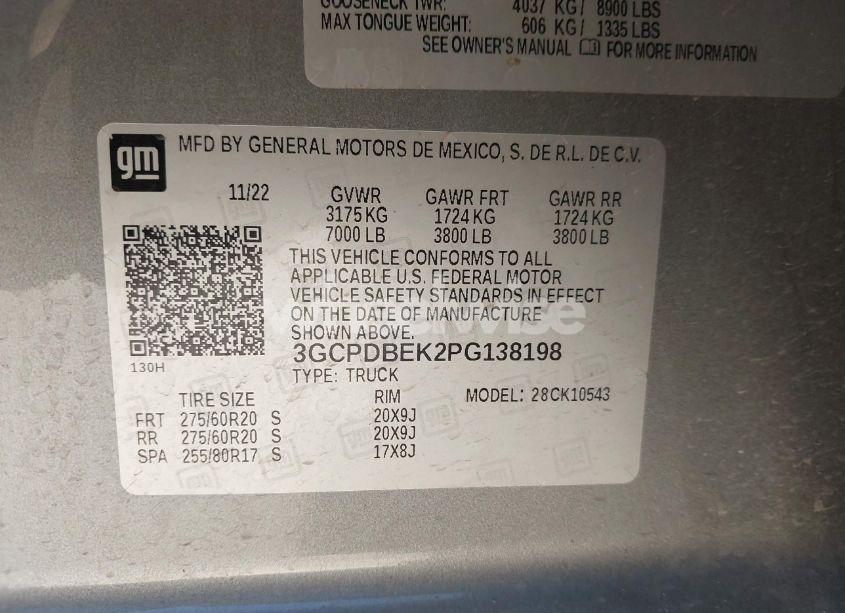 GOOSENECK TWR: 4037 KG/ 8900 LBS
MAX TONGUE WEIGHT: 606 KG/ 1335 LBS
SEE OWNER'S MANUAL FOR MORE INFORMATION
gm
MFD BY GENERAL MOTORS DE MEXICO, S. DE R.L. DE C.V.
11/22 GVWR GAWR FRT GAWR RR
3175 KG 1724 KG 1724 KG
7000 LB 3800 LB 3800 LB
THIS VEHICLE CONFORMS TO ALL
APPLICABLE U.S. FEDERAL MOTOR
VEHICLE SAFETY STANDARDS IN EFFECT
ON THE DATE OF MANUFACTURE
SHOWN ABOVE.
3GCPDBEK2PG138198
130H
TYPE: TRUCK
TIRE SIZE RIM MODEL: 28CK10543
FRT 275/60R20 S 20X9J
RR 275/60R20 S 20X9J
SPA 255/80R17 S 17X8J